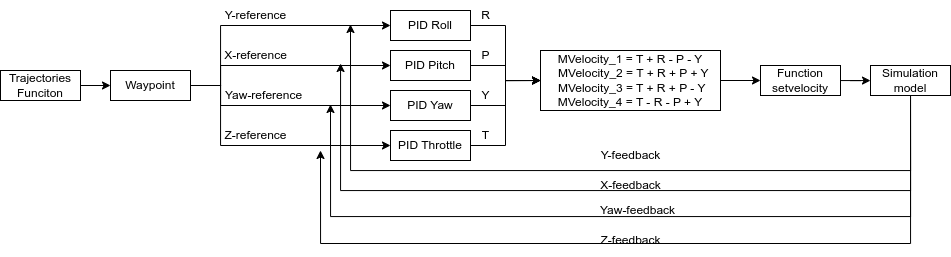 Y-reference
PID Roll
R
X-reference
PID Pitch
P
Trajectories
Funciton
Waypoint
Yaw-reference
PID Yaw
Y
Z-reference
PID Throttle
T
MVelocity_1 = T + R - P - Y
MVelocity_2 = T + R + P + Y
MVelocity_3 = T + R + P - Y
MVelocity_4 = T - R - P + Y
Function
setvelocity
Simulation
model
Y-feedback
X-feedback
Yaw-feedback
Z-feedback